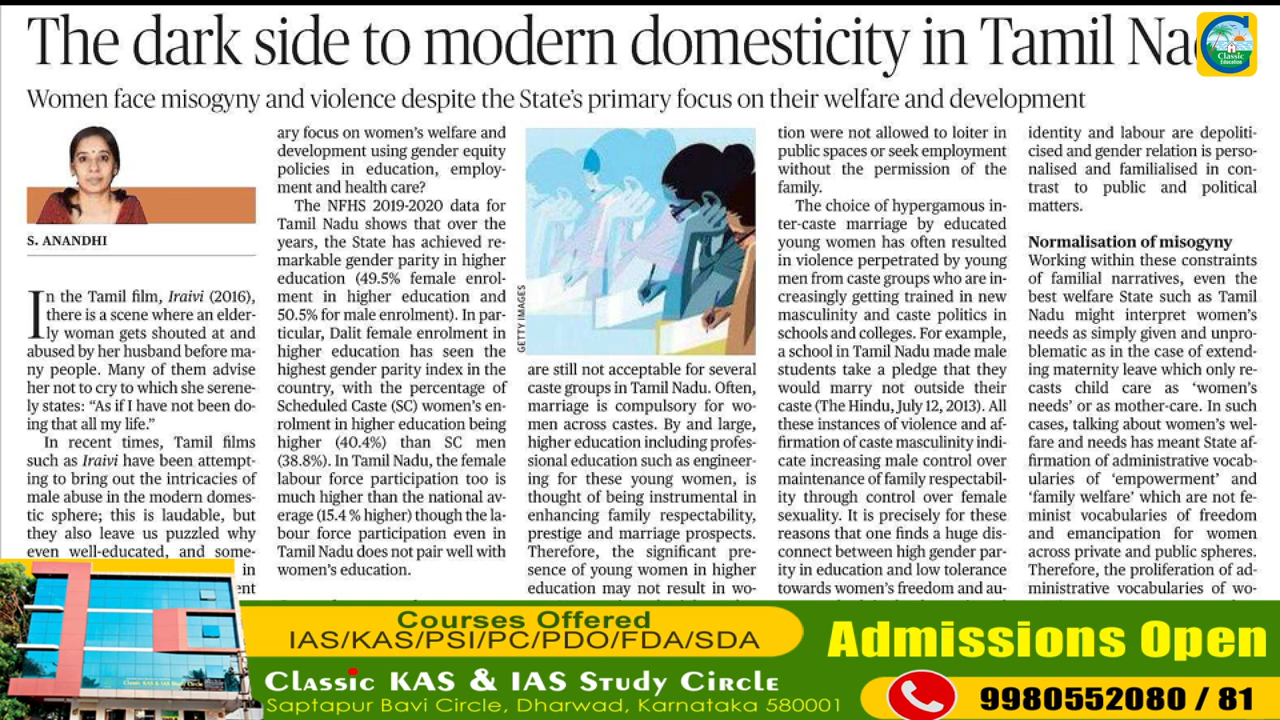 The dark side to modern domesticity in Tamil Na
Classic
Education
Women face misogyny and violence despite the State's primary focus on their welfare and development
S. ANANDHI
In the Tamil film, Iraivi (2016),
there is a scene where an elder-
ly woman gets shouted at and
abused by her husband before ma-
ny people. Many of them advise
her not to cry to which she serene-
ly states: “As if I have not been do-
ing that all my life.”
In recent times, Tamil films
such as Iraivi have been attempt-
ing to bring out the intricacies of
male abuse in the modern domes-
tic sphere; this is laudable, but
they also leave us puzzled why
even well-educated, and some-
in
ent
ary focus on women's welfare and
development using gender equity
policies in education, employ-
ment and health care?
The NFHS 2019-2020 data for
Tamil Nadu shows that over the
years, the State has achieved re-
markable gender parity in higher
education (49.5% female enrol-
ment in higher education and
50.5% for male enrolment). In par-
ticular, Dalit female enrolment in
higher education has seen the
highest gender parity index in the
country, with the percentage of
Scheduled Caste (SC) women's en-
rolment in higher education being
higher (40.4%) than SC men
(38.8%). In Tamil Nadu, the female
labour force participation too is
much higher than the national av-
erage (15.4 % higher) though the la-
bour force participation even in
Tamil Nadu does not pair well with
women's education.
GETTY IMAGES
are still not acceptable for several
caste groups in Tamil Nadu. Often,
marriage is compulsory for wo-
men across castes. By and large,
higher education including profes-
sional education such as engineer-
ing for these young women, is
thought of being instrumental in
enhancing family respectability,
prestige and marriage prospects.
Therefore, the significant pre-
sence of young women in higher
education may not result in wo-
tion were not allowed to loiter in
public spaces or seek employment
without the permission of the
family.
The choice of hypergamous in-
ter-caste marriage by educated
young women has often resulted
in violence perpetrated by young
men from caste groups who are in-
creasingly getting trained in new
masculinity and caste politics in
schools and colleges. For example,
a school in Tamil Nadu made male
students take a pledge that they
would marry not outside their
caste (The Hindu, July 12, 2013). All
these instances of violence and af-
firmation of caste masculinity indi-
cate increasing male control over
maintenance of family respectabil-
ity through control over female
sexuality. It is precisely for these
reasons that one finds a huge dis-
connect between high gender par-
ity in education and low tolerance
towards women's freedom and au-
identity and labour are depoliti-
cised and gender relation is perso-
nalised and familialised in con-
trast to public and political
matters.
Normalisation of misogyny
Working within these constraints
of familial narratives, even the
best welfare State such as Tamil
Nadu might interpret women's
needs as simply given and unpro-
blematic as in the case of extend-
ing maternity leave which only re-
casts child care as ‘women's
needs’ or as mother-care. In such
cases, talking about women's wel-
fare and needs has meant State af-
firmation of administrative vocab-
ularies of ‘empowerment’ and
‘family welfare’ which are not fe-
minist vocabularies of freedom
and emancipation for women
across private and public spheres.
Therefore, the proliferation of ad-
ministrative vocabularies of wo-
Courses Offered
IAS/KAS/PSI/PC/PDO/FDA/SDA
Admissions Open
Classic KAS & IAS Study Circle
Saptapur Bavi Circle, Dharwad, Karnataka 580001
9980552080 / 81